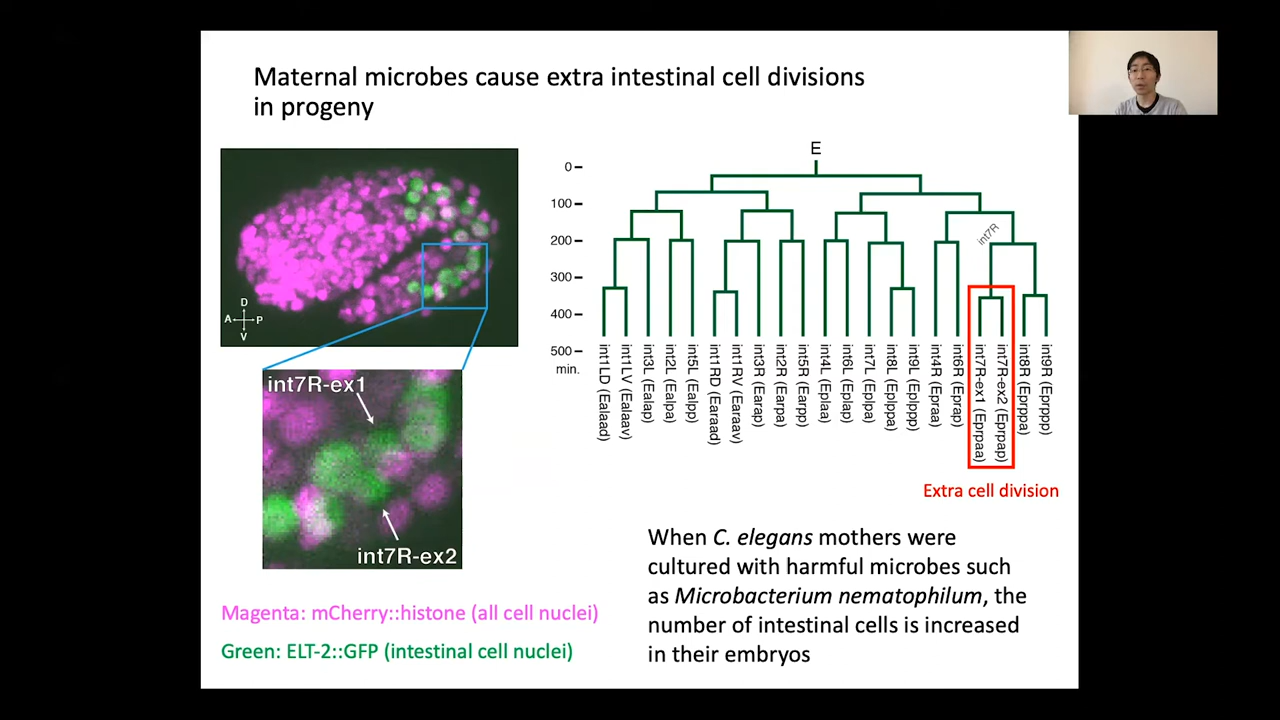 Maternal microbes cause extra intestinal cell divisions
in progeny
D
A
P
V
int7R-ex1
int7R-ex2
Magenta: mCherry::histone (all cell nuclei)
Green: ELT-2::GFP (intestinal cell nuclei)
E
0
100
200
300
400
500
min.
int7R
int1LD (Ealaad)
int1LV (Ealaav)
int3L (Ealap)
int2L (Ealpa)
int5L (Ealpp)
int1RD (Earaad)
int1RV (Earaav)
int3R (Earap)
int2R (Earpa)
int5R (Earpp)
int4L (Eplaa)
int6L (Eplap)
int7L (Eplpa)
int8L (Eplppa)
int9L (Eplppp)
int4R (Epraa)
int6R (Eprap)
int7R-ex1 (Eprpaa)
int7R-ex2 (Eprpap)
int8R (Eprppa)
int9R (Eprppp)
Extra cell division
When C. elegans mothers were
cultured with harmful microbes such
as Microbacterium nematophilum, the
number of intestinal cells is increased
in their embryos